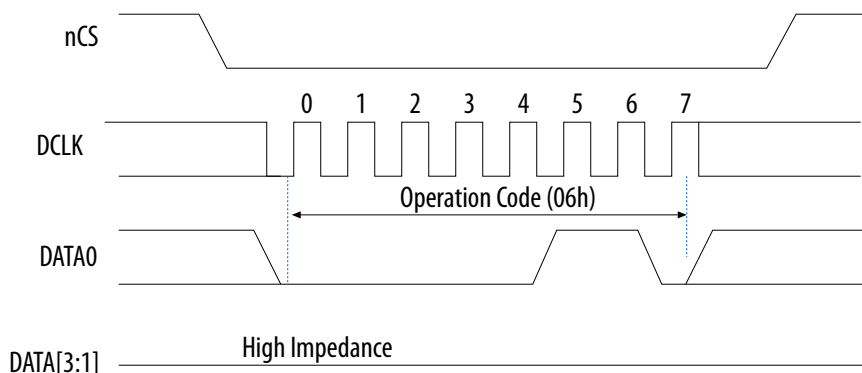 nCS
0 1 2 3 4 5 6 7
DCLK
Operation Code (06h)
DATA0
High Impedance
DATA[3:1]